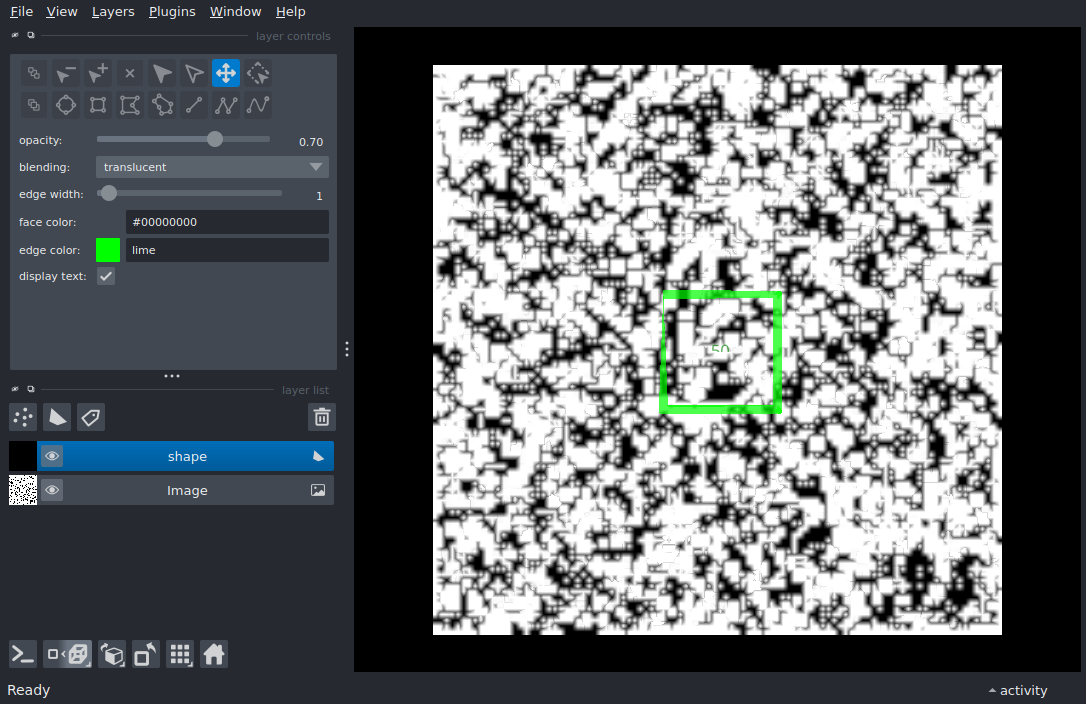 File View Layers Plugins Window Help
layer controls
opacity: 0.70
blending: translucent
edge width: 1
face color: #00000000
edge color: lime
display text:
50
layer list
shape
Image
Ready
activity